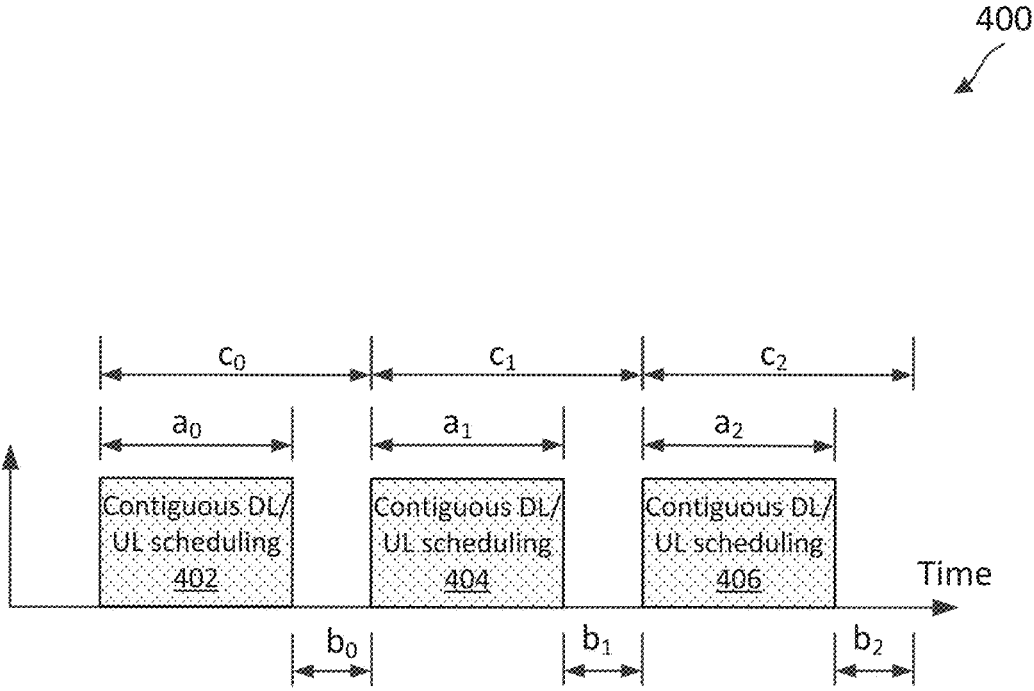 400
c₀ c₁ c₂
a₀ a₁ a₂
Contiguous DL/
UL scheduling
402
Contiguous DL/
UL scheduling
404
Contiguous DL/
UL scheduling
406
Time
b₀ b₁ b₂